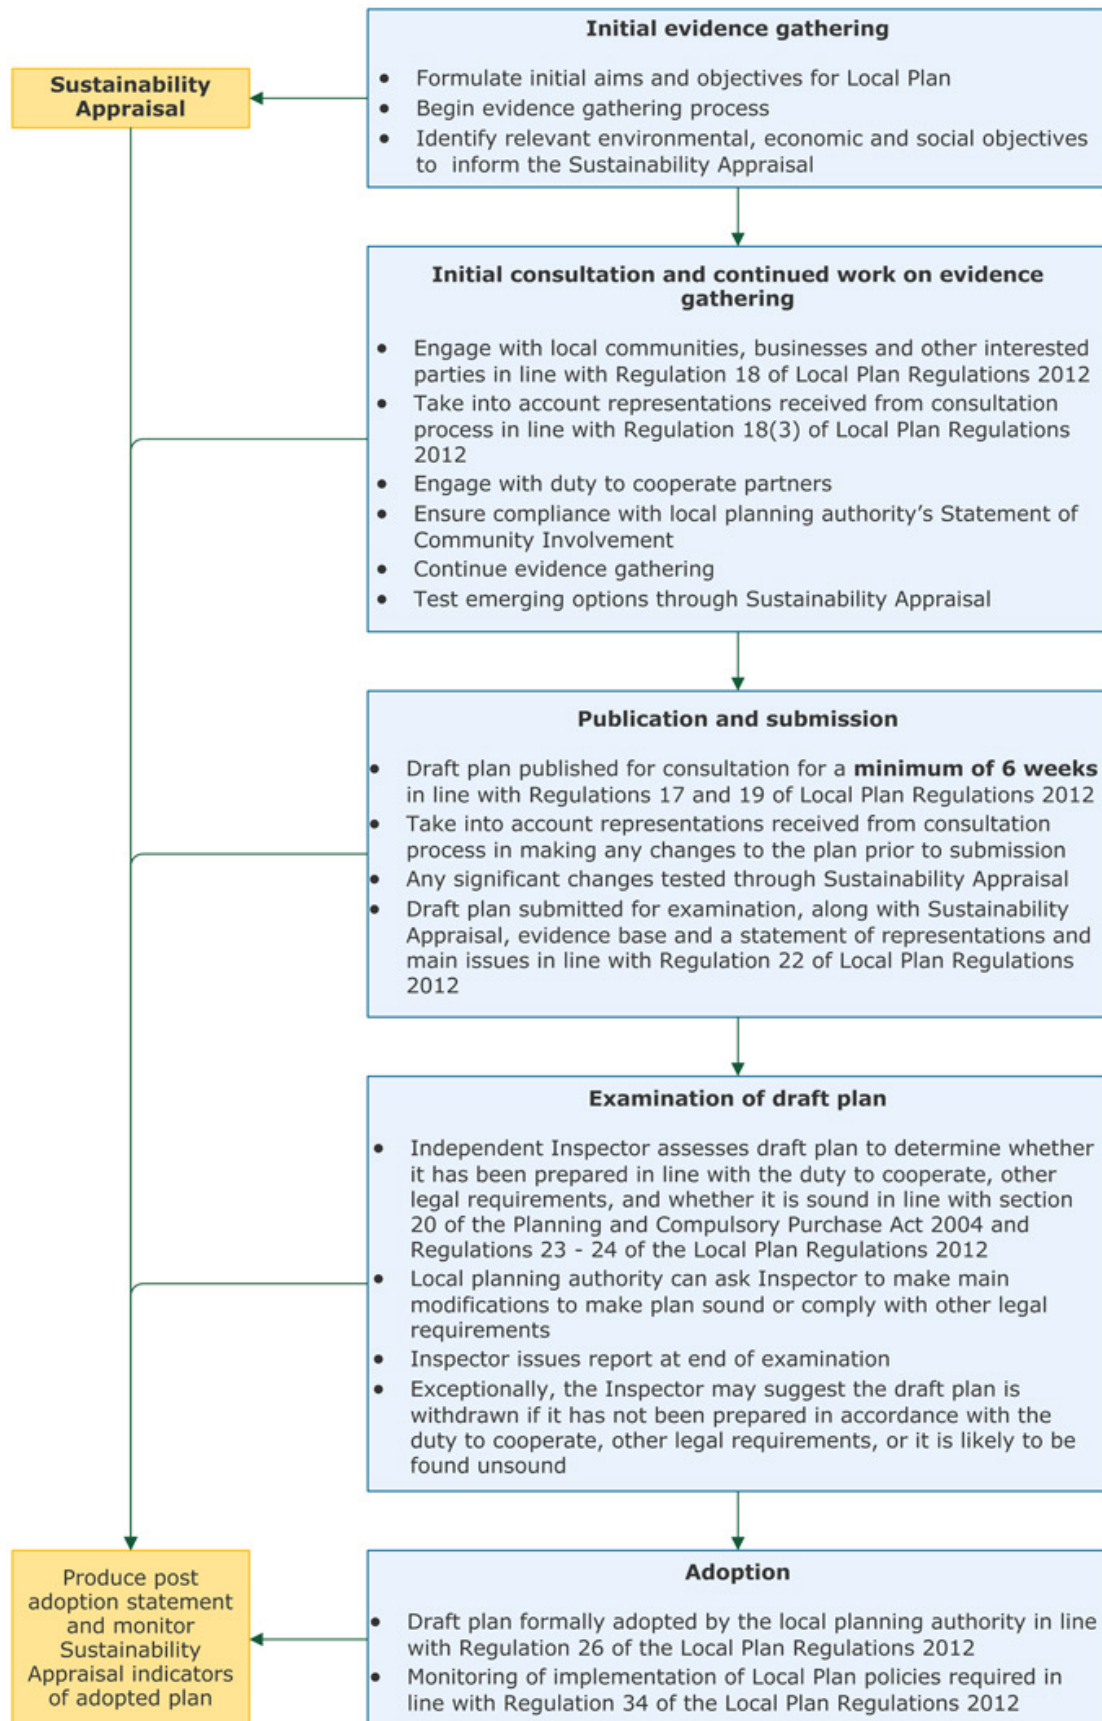 Initial evidence gathering
• Formulate initial aims and objectives for Local Plan
• Begin evidence gathering process
• Identify relevant environmental, economic and social objectives
to inform the Sustainability Appraisal
Sustainability
Appraisal
Initial consultation and continued work on evidence
gathering
• Engage with local communities, businesses and other interested
parties in line with Regulation 18 of Local Plan Regulations 2012
• Take into account representations received from consultation
process in line with Regulation 18(3) of Local Plan Regulations
2012
• Engage with duty to cooperate partners
• Ensure compliance with local planning authority’s Statement of
Community Involvement
• Continue evidence gathering
• Test emerging options through Sustainability Appraisal
Publication and submission
• Draft plan published for consultation for a minimum of 6 weeks
in line with Regulations 17 and 19 of Local Plan Regulations 2012
• Take into account representations received from consultation
process in making any changes to the plan prior to submission
• Any significant changes tested through Sustainability Appraisal
• Draft plan submitted for examination, along with Sustainability
Appraisal, evidence base and a statement of representations and
main issues in line with Regulation 22 of Local Plan Regulations
2012
Examination of draft plan
• Independent Inspector assesses draft plan to determine whether
it has been prepared in line with the duty to cooperate, other
legal requirements, and whether it is sound in line with section
20 of the Planning and Compulsory Purchase Act 2004 and
Regulations 23 - 24 of the Local Plan Regulations 2012
• Local planning authority can ask Inspector to make main
modifications to make plan sound or comply with other legal
requirements
• Inspector issues report at end of examination
• Exceptionally, the Inspector may suggest the draft plan is
withdrawn if it has not been prepared in accordance with the
duty to cooperate, other legal requirements, or it is likely to be
found unsound
Adoption
• Draft plan formally adopted by the local planning authority in line
with Regulation 26 of the Local Plan Regulations 2012
• Monitoring of implementation of Local Plan policies required in
line with Regulation 34 of the Local Plan Regulations 2012
Produce post
adoption statement
and monitor
Sustainability
Appraisal indicators
of adopted plan